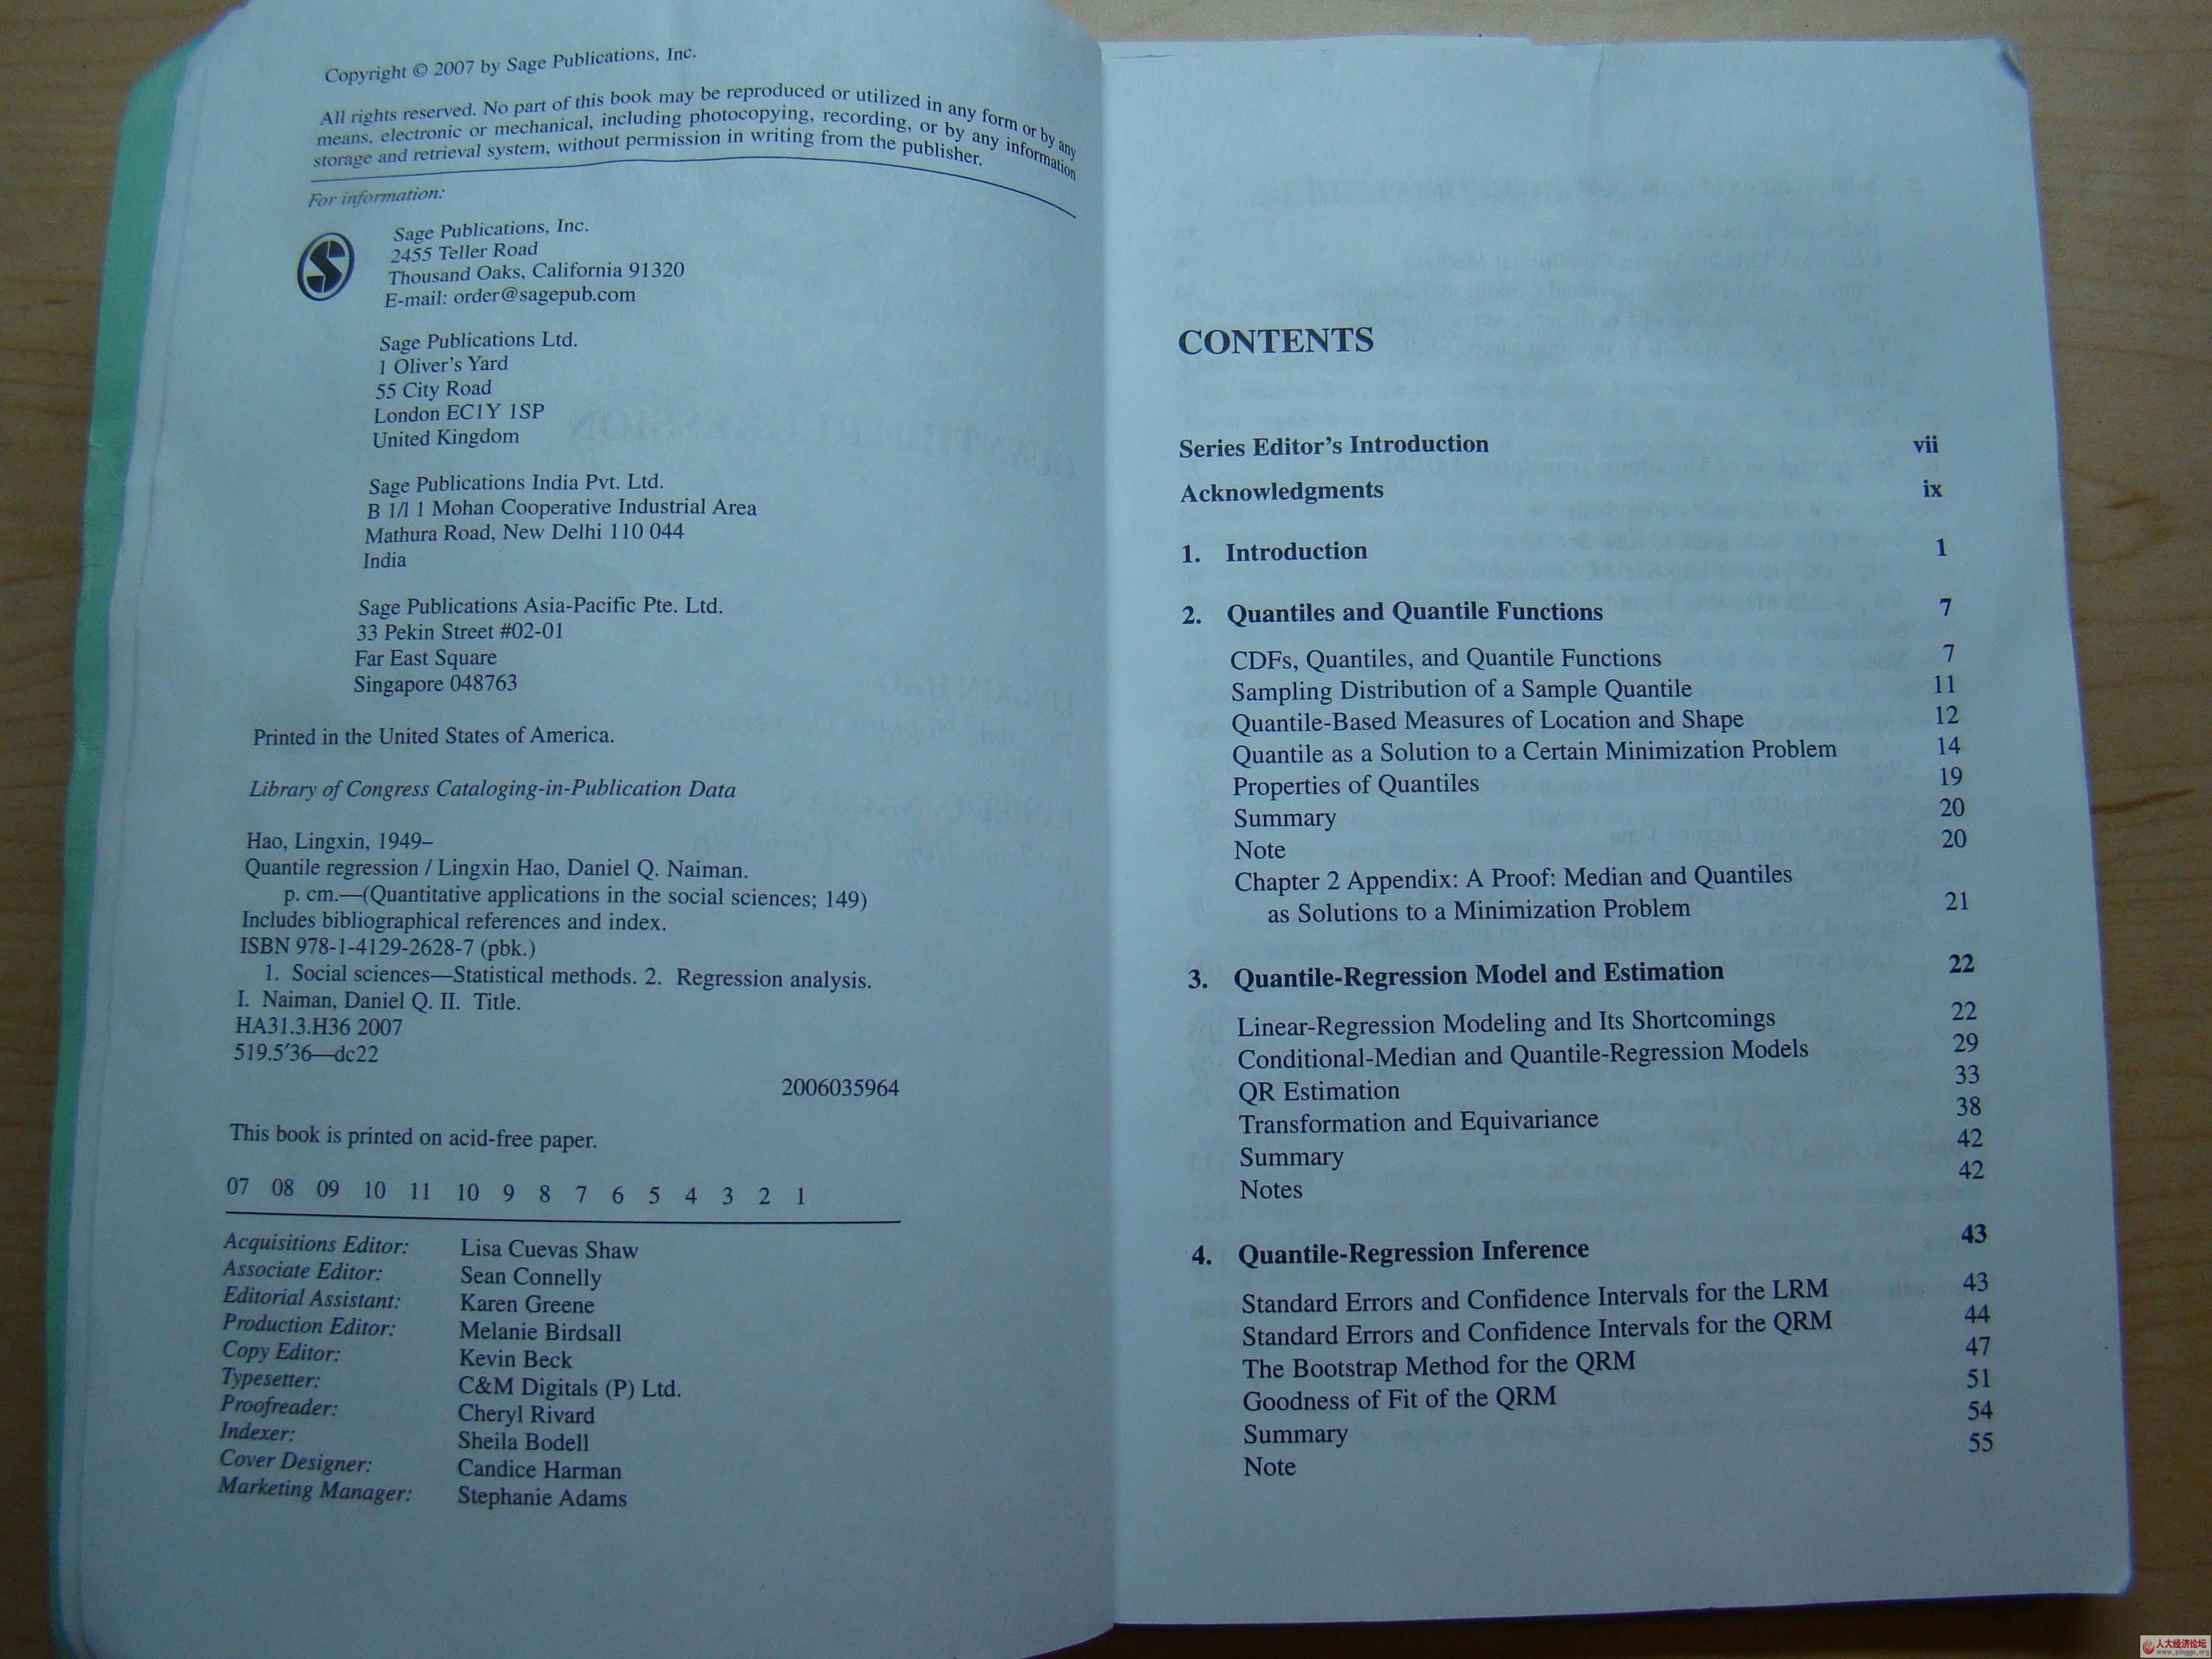 Copyright © 2007 by Sage Publications, Inc.
All rights reserved. No part of this book may be reproduced or utilized in any form or by any
means, electronic or mechanical, including photocopying, recording, or by any information
storage and retrieval system, without permission in writing from the publisher.
For information:
Sage Publications, Inc.
2455 Teller Road
Thousand Oaks, California 91320
E-mail: order@sagepub.com
Sage Publications Ltd.
1 Oliver's Yard
55 City Road
London EC1Y 1SP
United Kingdom
Sage Publications India Pvt. Ltd.
B 1/I 1 Mohan Cooperative Industrial Area
Mathura Road, New Delhi 110 044
India
Sage Publications Asia-Pacific Pte. Ltd.
33 Pekin Street #02-01
Far East Square
Singapore 048763
Printed in the United States of America.
Library of Congress Cataloging-in-Publication Data
Hao, Lingxin, 1949–
Quantile regression / Lingxin Hao, Daniel Q. Naiman.
p. cm.—(Quantitative applications in the social sciences; 149)
Includes bibliographical references and index.
ISBN 978-1-4129-2628-7 (pbk.)
1. Social sciences—Statistical methods. 2. Regression analysis.
I. Naiman, Daniel Q. II. Title.
HA31.3.H36 2007
519.5′36—dc22
2006035964
This book is printed on acid-free paper.
07 08 09 10 11 10 9 8 7 6 5 4 3 2 1
Acquisitions Editor: Lisa Cuevas Shaw
Associate Editor: Sean Connelly
Editorial Assistant: Karen Greene
Production Editor: Melanie Birdsall
Copy Editor: Kevin Beck
Typesetter: C&M Digitals (P) Ltd.
Proofreader: Cheryl Rivard
Indexer: Sheila Bodell
Cover Designer: Candice Harman
Marketing Manager: Stephanie Adams
CONTENTS
Series Editor's Introduction vii
Acknowledgments ix
1. Introduction 1
2. Quantiles and Quantile Functions 7
CDFs, Quantiles, and Quantile Functions 7
Sampling Distribution of a Sample Quantile 11
Quantile-Based Measures of Location and Shape 12
Quantile as a Solution to a Certain Minimization Problem 14
Properties of Quantiles 19
Summary 20
Note 20
Chapter 2 Appendix: A Proof: Median and Quantiles
as Solutions to a Minimization Problem 21
3. Quantile-Regression Model and Estimation 22
Linear-Regression Modeling and Its Shortcomings 22
Conditional-Median and Quantile-Regression Models 29
QR Estimation 33
Transformation and Equivariance 38
Summary 42
Notes 42
4. Quantile-Regression Inference 43
Standard Errors and Confidence Intervals for the LRM 43
Standard Errors and Confidence Intervals for the QRM 44
The Bootstrap Method for the QRM 47
Goodness of Fit of the QRM 51
Summary 54
Note 55
人大经济论坛
www.pinggu.org